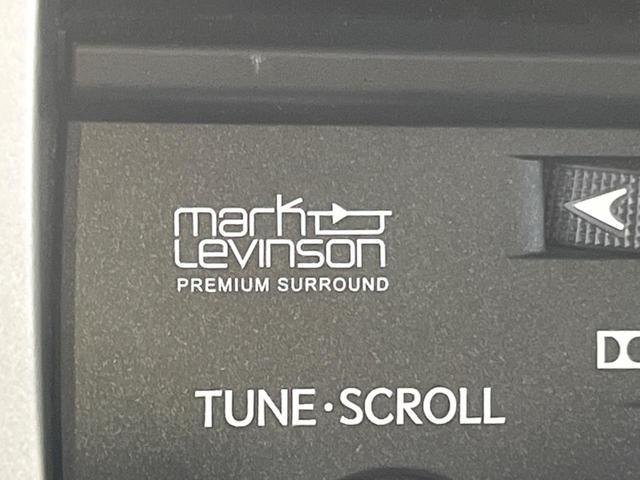 mark
Levinson
PREMIUM SURROUND
TUNE·SCROLL